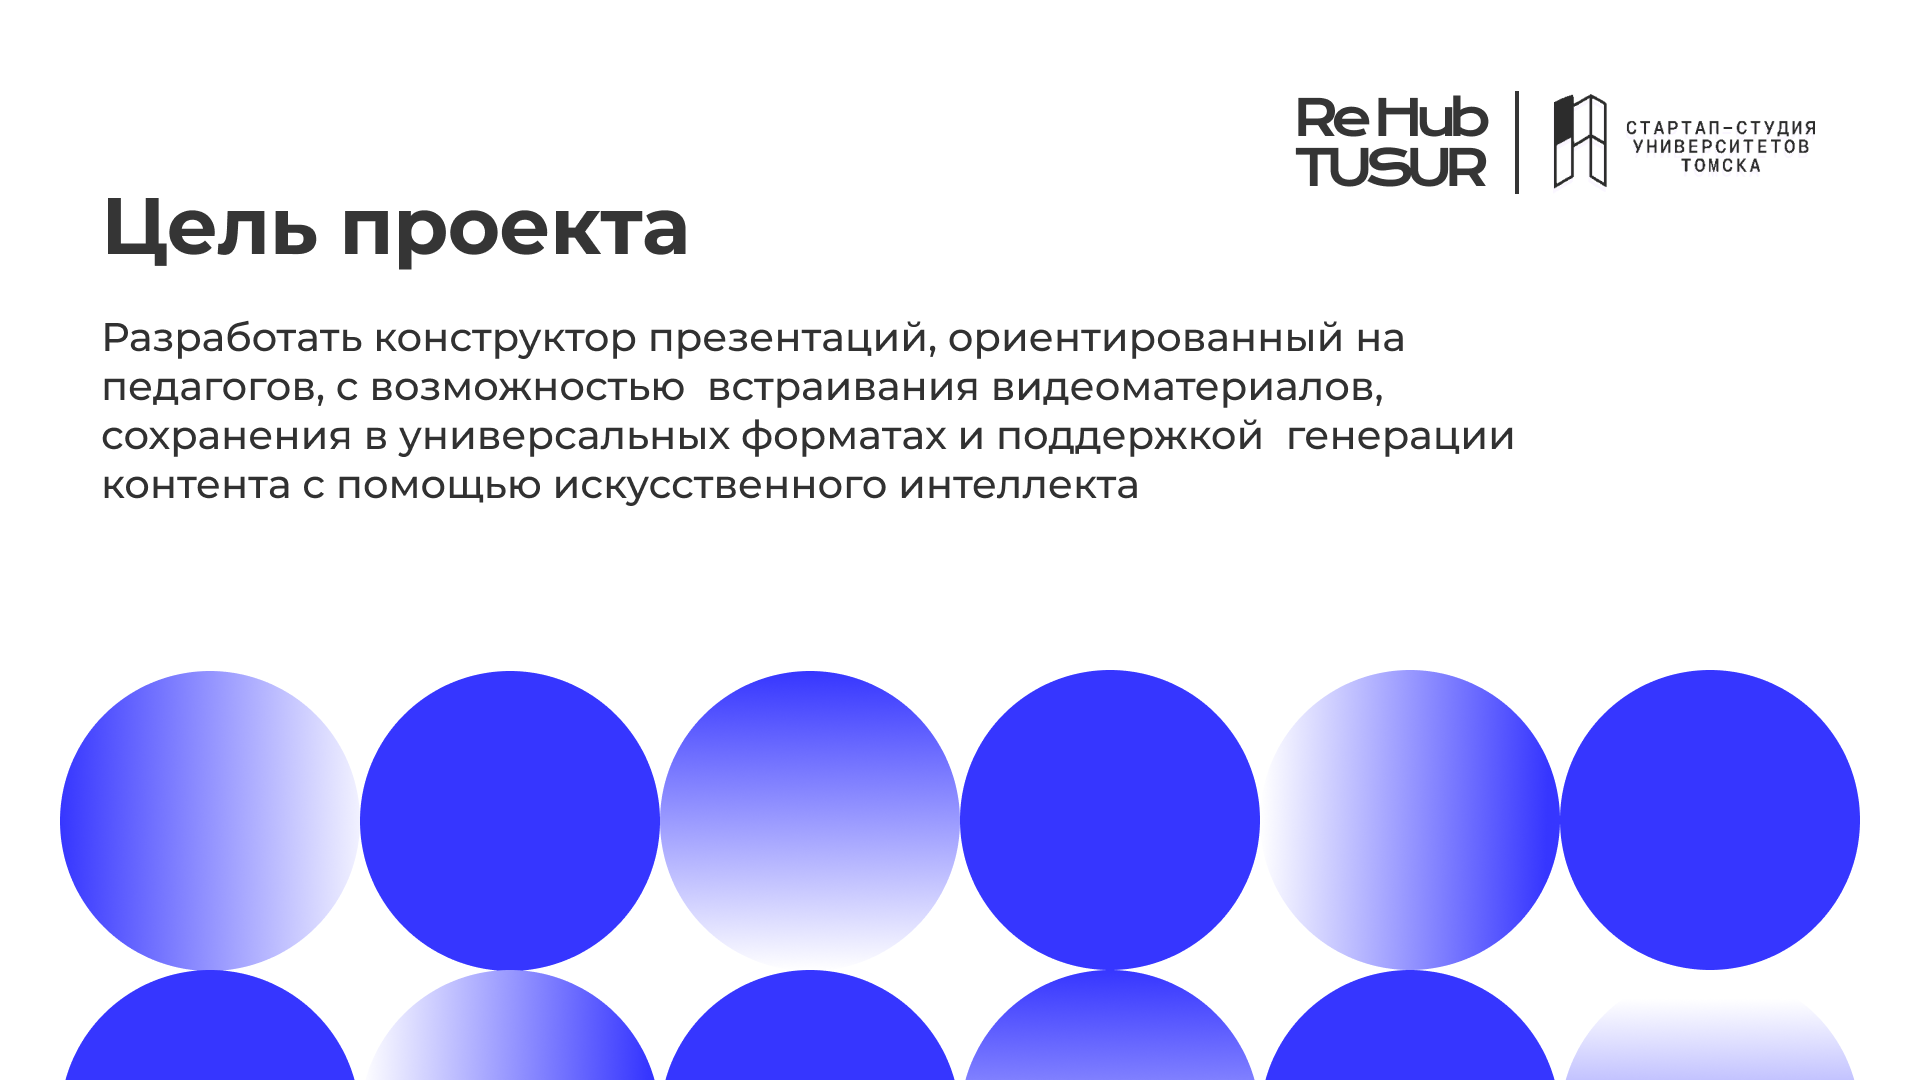 Re Hub
TUSUR
СТАРТАП-СТУДИЯ
УНИВЕРСИТЕТОВ
ТОМСКА
Цель проекта
Разработать конструктор презентаций, ориентированный на
педагогов, с возможностью  встраивания видеоматериалов,
сохранения в универсальных форматах и поддержкой  генерации
контента с помощью искусственного интеллекта